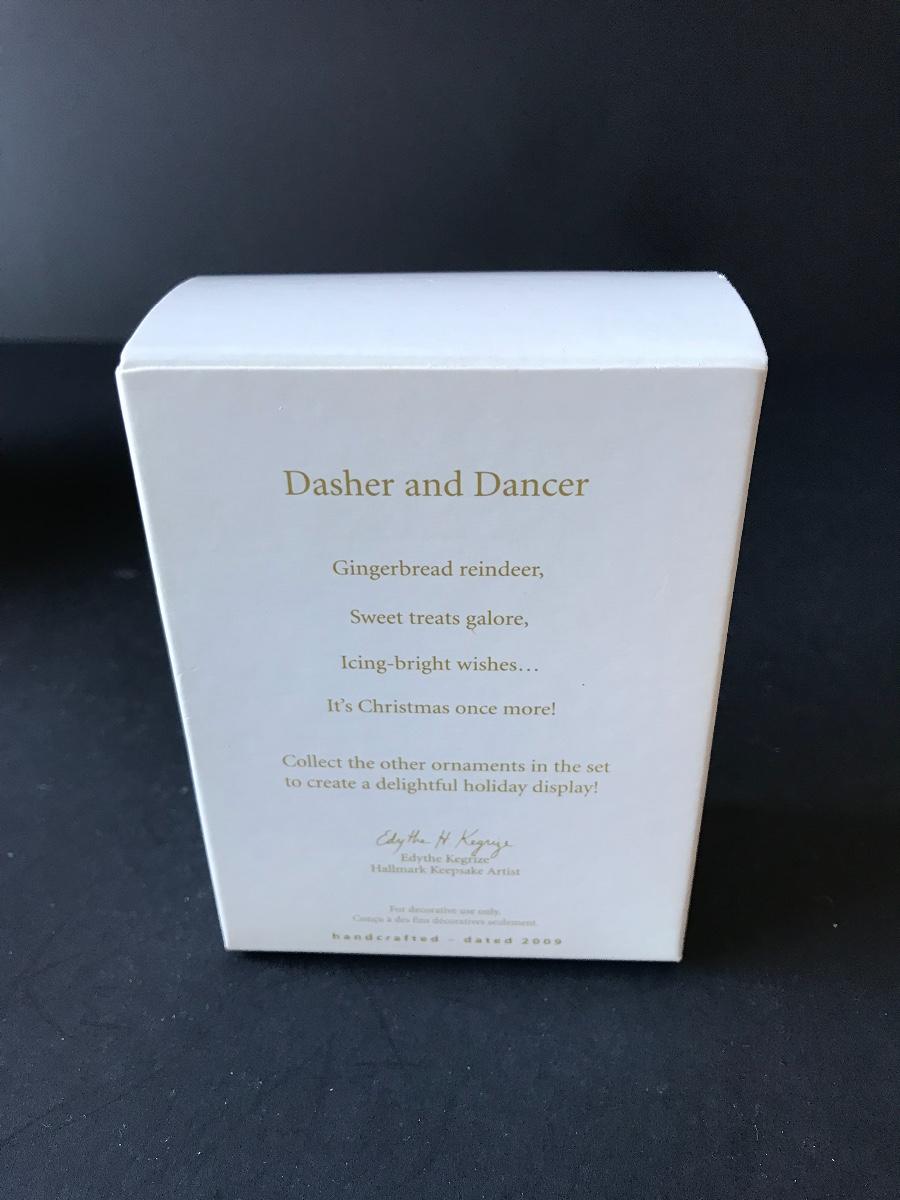 Dasher and Dancer
Gingerbread reindeer,
Sweet treats galore,
Icing-bright wishes…
It's Christmas once more!
Collect the other ornaments in the set
to create a delightful holiday display!
Edythe H. Kegrize
Edythe Kegrize
Hallmark Keepsake Artist
For decorative use only.
Conçu à des fins décoratives seulement.
handcrafted - dated 2009